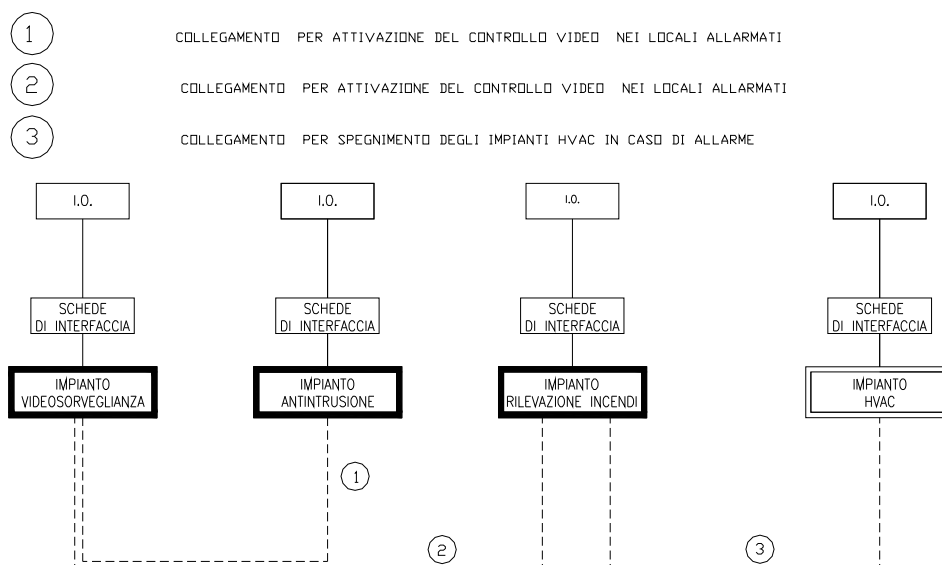 1
COLLEGAMENTO PER ATTIVAZIONE DEL CONTROLLO VIDEO NEI LOCALI ALLARMATI
2
COLLEGAMENTO PER ATTIVAZIONE DEL CONTROLLO VIDEO NEI LOCALI ALLARMATI
3
COLLEGAMENTO PER SPEGNIMENTO DEGLI IMPIANTI HVAC IN CASO DI ALLARME
I.O.
I.O.
I.O.
I.O.
SCHEDE
DI INTERFACCIA
SCHEDE
DI INTERFACCIA
SCHEDE
DI INTERFACCIA
SCHEDE
DI INTERFACCIA
IMPIANTO
VIDEOSORVEGLIANZA
IMPIANTO
ANTINTRUSIONE
IMPIANTO
RILEVAZIONE INCENDI
IMPIANTO
HVAC
1
2
3